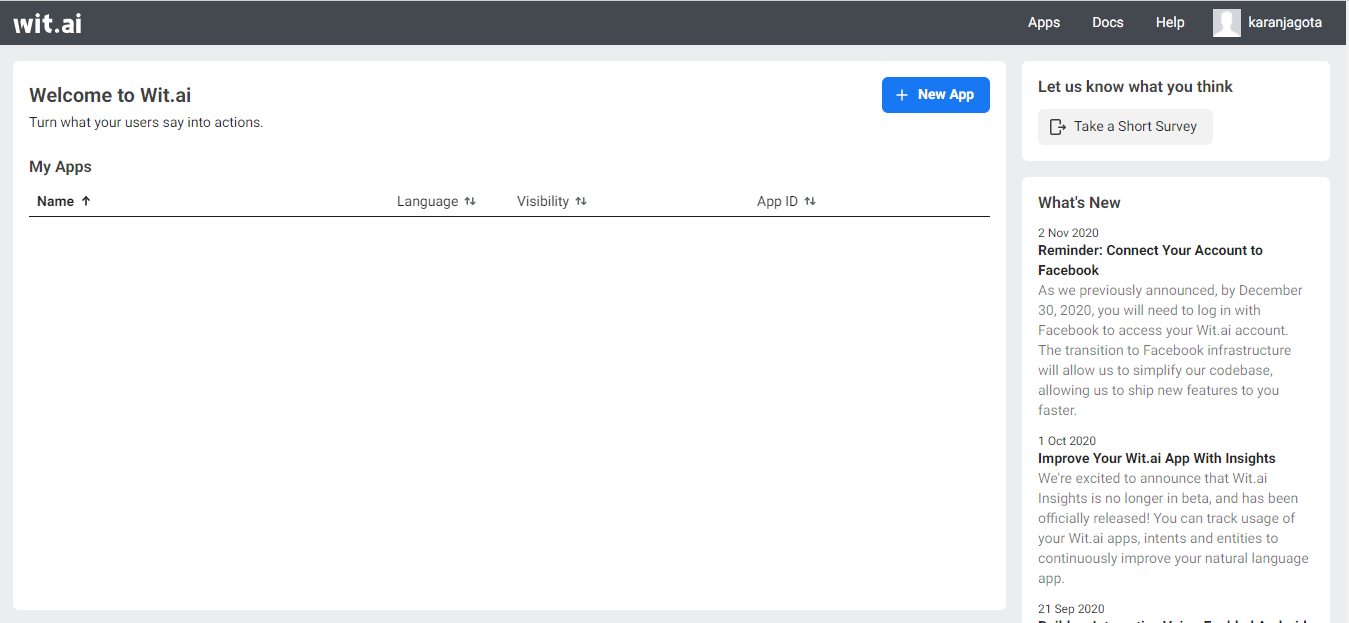 wit.ai
Apps Docs Help karanjagota
Welcome to Wit.ai
Turn what your users say into actions.
+ New App
My Apps
Name ↑ Language ↑↓ Visibility ↑↓ App ID ↑↓
Let us know what you think
Take a Short Survey
What's New
2 Nov 2020
Reminder: Connect Your Account to
Facebook
As we previously announced, by December
30, 2020, you will need to log in with
Facebook to access your Wit.ai account.
The transition to Facebook infrastructure
will allow us to simplify our codebase,
allowing us to ship new features to you
faster.
1 Oct 2020
Improve Your Wit.ai App With Insights
We're excited to announce that Wit.ai
Insights is no longer in beta, and has been
officially released! You can track usage of
your Wit.ai apps, intents and entities to
continuously improve your natural language
app.
21 Sep 2020